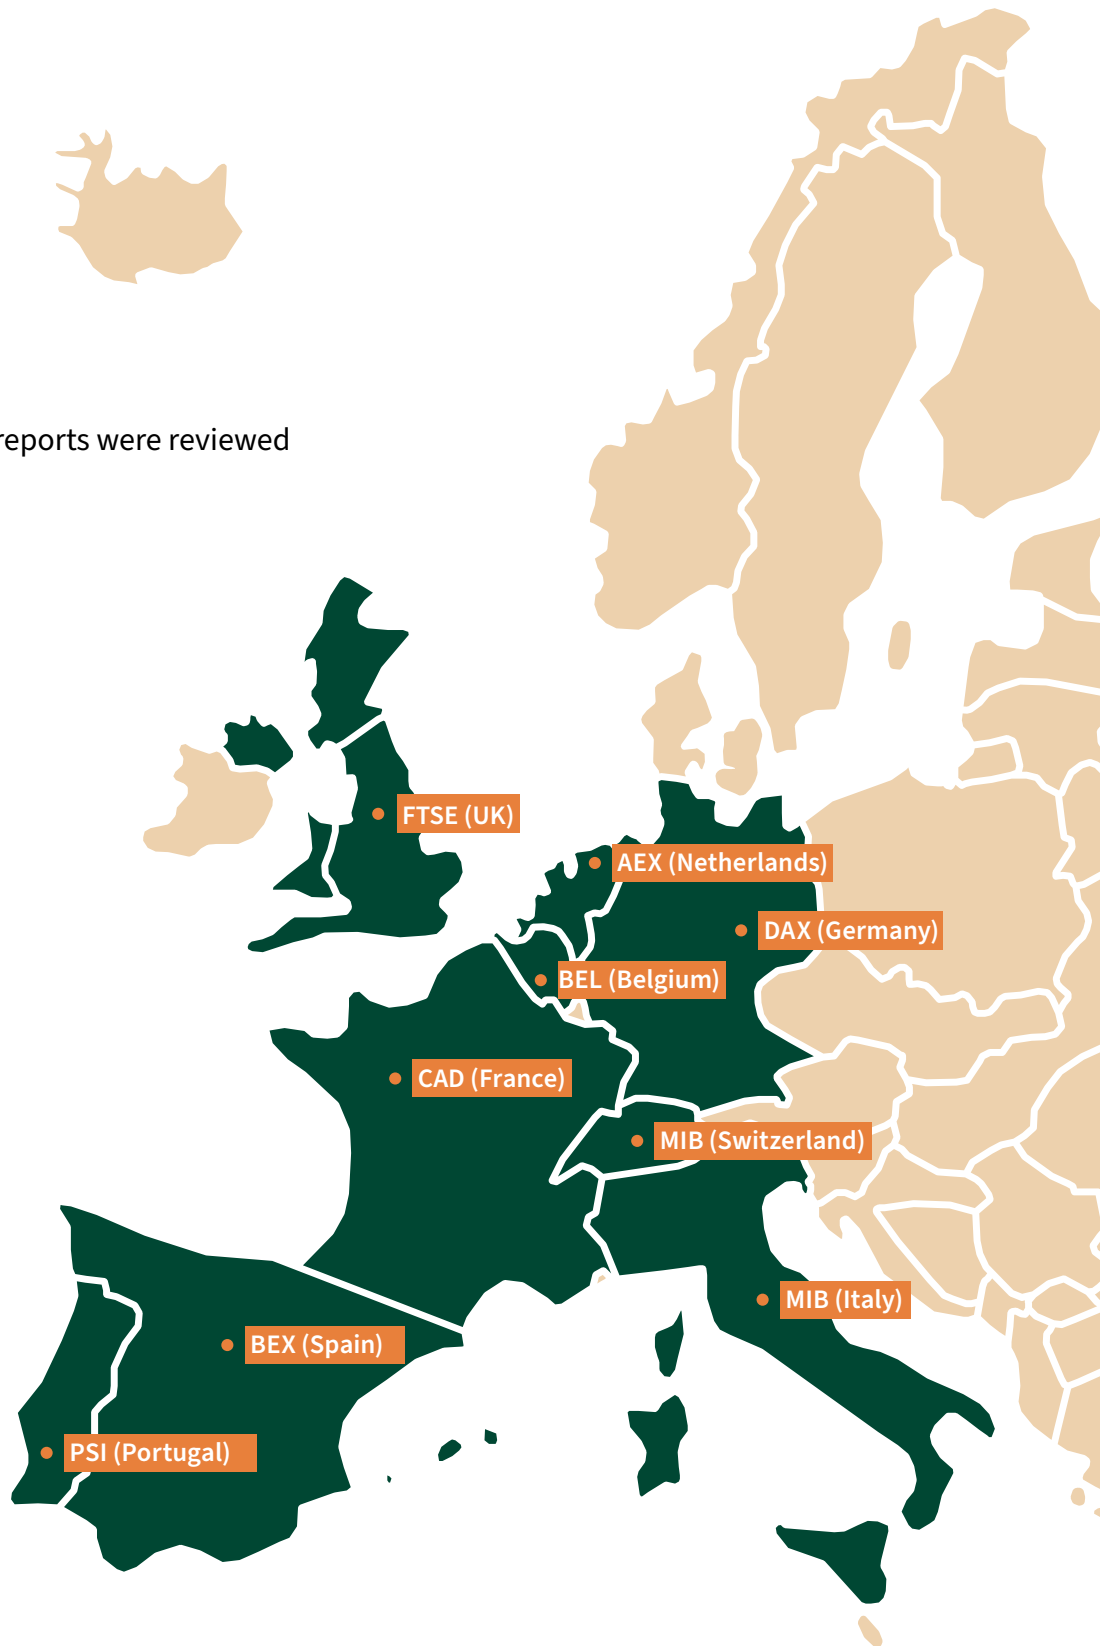 reports were reviewed
FTSE (UK)
AEX (Netherlands)
DAX (Germany)
BEL (Belgium)
CAD (France)
MIB (Switzerland)
MIB (Italy)
BEX (Spain)
PSI (Portugal)